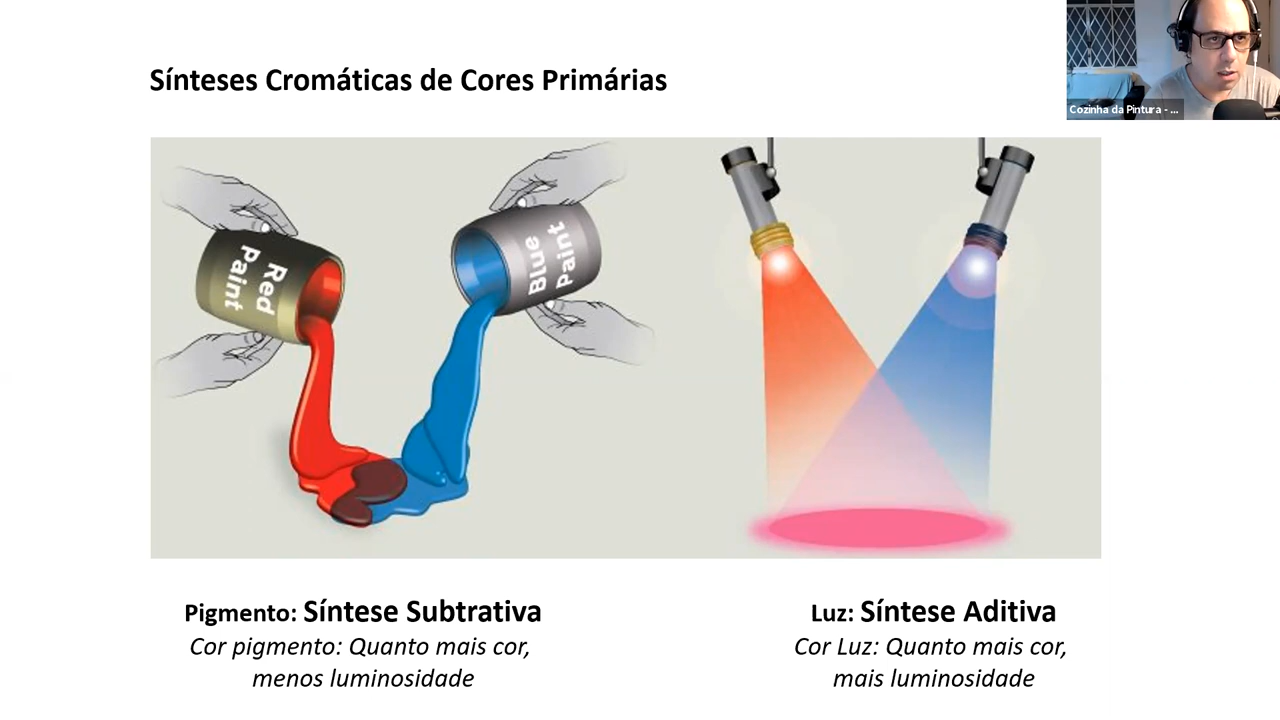 Sínteses Cromáticas de Cores Primárias
Cozinha da Pintura - ...
Red
Paint
Blue
Paint
Pigmento: Síntese Subtrativa
Cor pigmento: Quanto mais cor,
menos luminosidade
Luz: Síntese Aditiva
Cor Luz: Quanto mais cor,
mais luminosidade